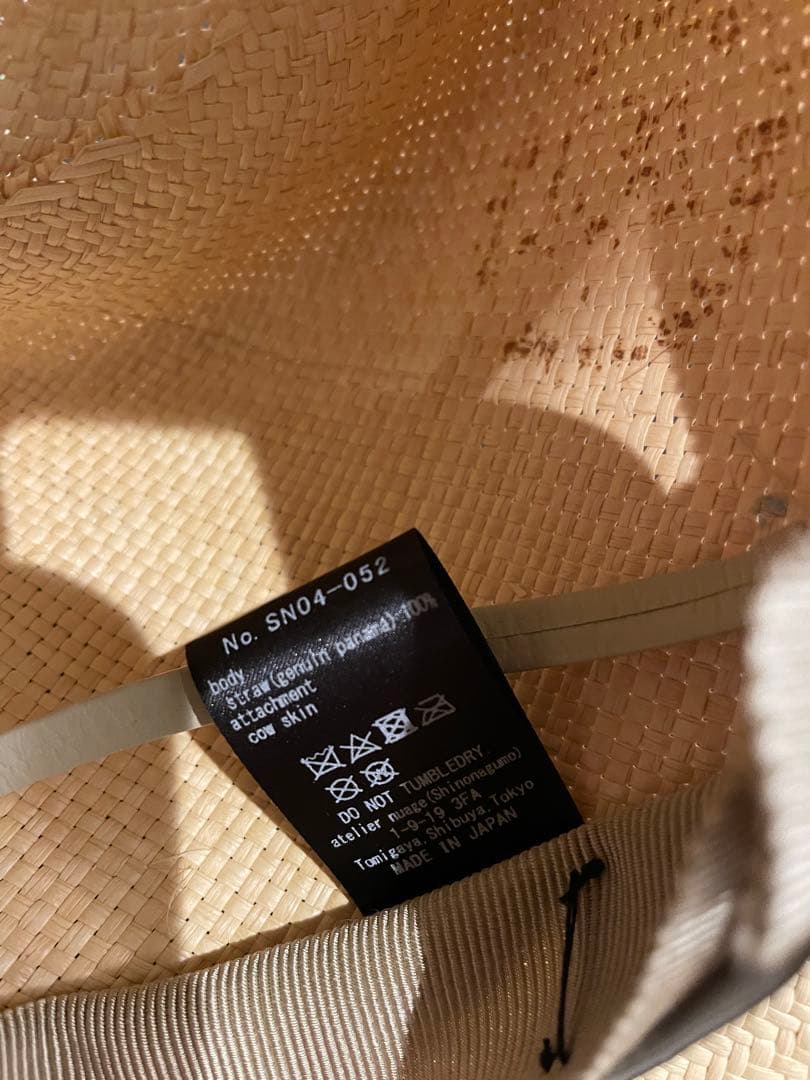 No. SN04-052
body
straw(genuin panama) 100%
attachment
cow skin
DO NOT TUMBLEDRY.
atelier nuage(Shinonagumo)
1-9-19 3FA
Tomigaya, Shibuya, Tokyo
MADE IN JAPAN